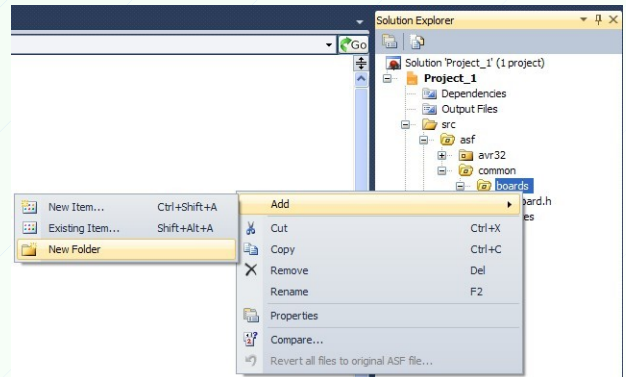 Solution Explorer
Go
Solution 'Project_1' (1 project)
Project_1
Dependencies
Output Files
src
asf
avr32
common
boards
ard.h
es
New Item... Ctrl+Shift+A
Existing Item... Shift+Alt+A
New Folder
Add
Cut Ctrl+X
Copy Ctrl+C
Remove Del
Rename F2
Properties
Compare...
Revert all files to original ASF file...